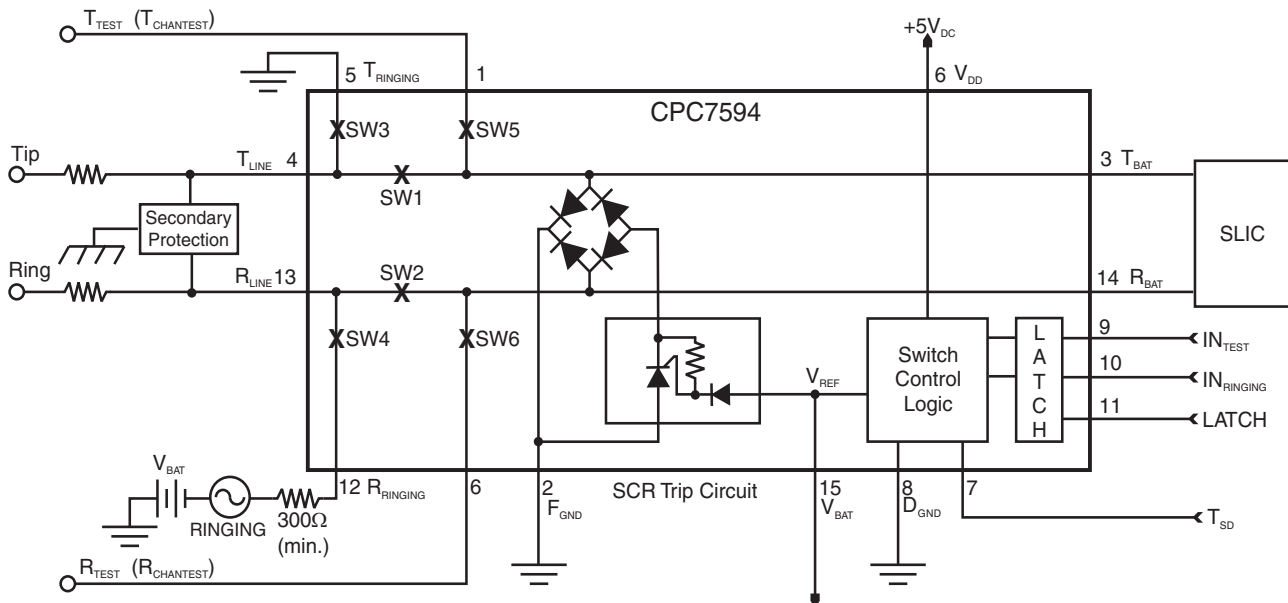 T_TEST (T_CHANTEST)
+5V_DC
5 T_RINGING
1
6 V_DD
CPC7594
SW3
SW5
Tip
T_LINE 4
SW1
3 T_BAT
Secondary
Protection
SLIC
Ring
R_LINE 13
SW2
14 R_BAT
SW4
SW6
Switch
Control
Logic
L
A
T
C
H
9
IN_TEST
10
IN_RINGING
11
LATCH
V_REF
V_BAT
RINGING
300Ω
(min.)
12 R_RINGING
6
2
F_GND
SCR Trip Circuit
15
V_BAT
8
D_GND
7
T_SD
R_TEST (R_CHANTEST)